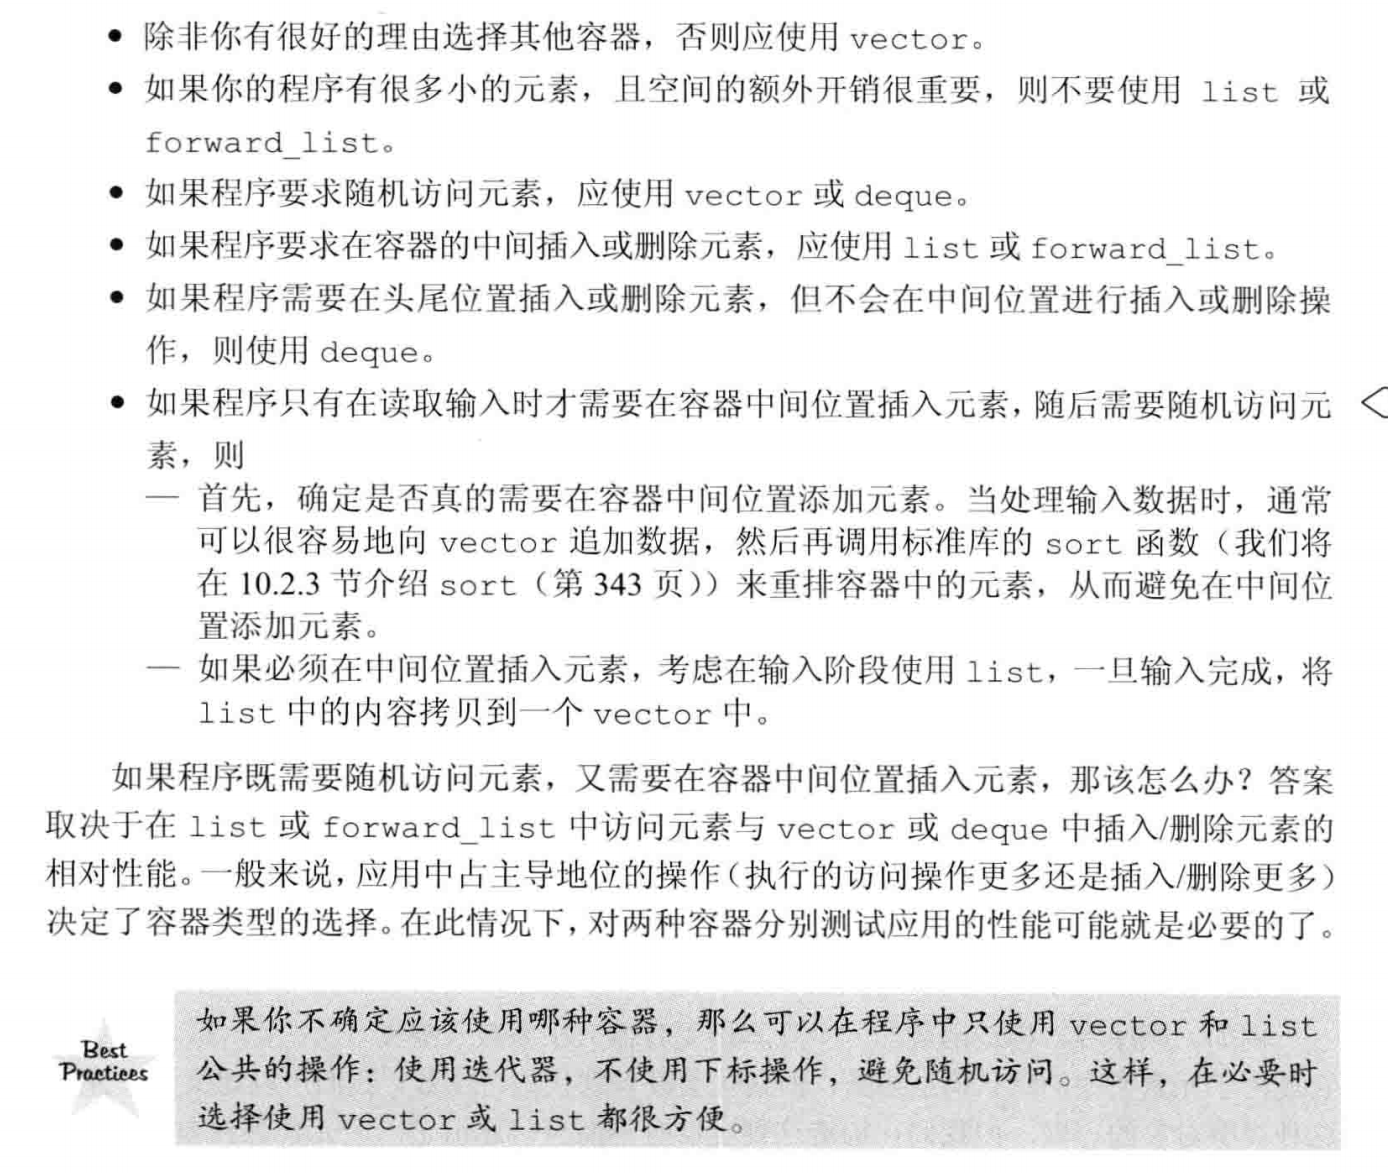 • 除非你有很好的理由选择其他容器，否则应使用 vector。
• 如果你的程序有很多小的元素，且空间的额外开销很重要，则不要使用 list 或
forward_list。
• 如果程序要求随机访问元素，应使用 vector 或 deque。
• 如果程序要求在容器的中间插入或删除元素，应使用 list 或 forward_list。
• 如果程序需要在头尾位置插入或删除元素，但不会在中间位置进行插入或删除操
作，则使用 deque。
• 如果程序只有在读取输入时才需要在容器中间位置插入元素，随后需要随机访问元
素，则
— 首先，确定是否真的需要在容器中间位置添加元素。当处理输入数据时，通常
可以很容易地向 vector 追加数据，然后再调用标准库的 sort 函数（我们将
在 10.2.3 节介绍 sort（第 343 页））来重排容器中的元素，从而避免在中间位
置添加元素。
— 如果必须在中间位置插入元素，考虑在输入阶段使用 list，一旦输入完成，将
list 中的内容拷贝到一个 vector 中。
如果程序既需要随机访问元素，又需要在容器中间位置插入元素，那该怎么办？答案
取决于在 list 或 forward_list 中访问元素与 vector 或 deque 中插入/删除元素的
相对性能。一般来说，应用中占主导地位的操作（执行的访问操作更多还是插入/删除更多）
决定了容器类型的选择。在此情况下，对两种容器分别测试应用的性能可能就是必要的了。
Best
Practices
如果你不确定应该使用哪种容器，那么可以在程序中只使用 vector 和 list
公共的操作：使用迭代器，不使用下标操作，避免随机访问。这样，在必要时
选择使用 vector 或 list 都很方便。